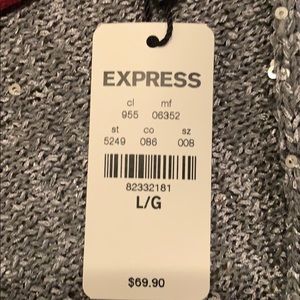 EXPRESS
cl mf
955 06352
st co sz
5249 086 008
82332181
L/G
$69.90